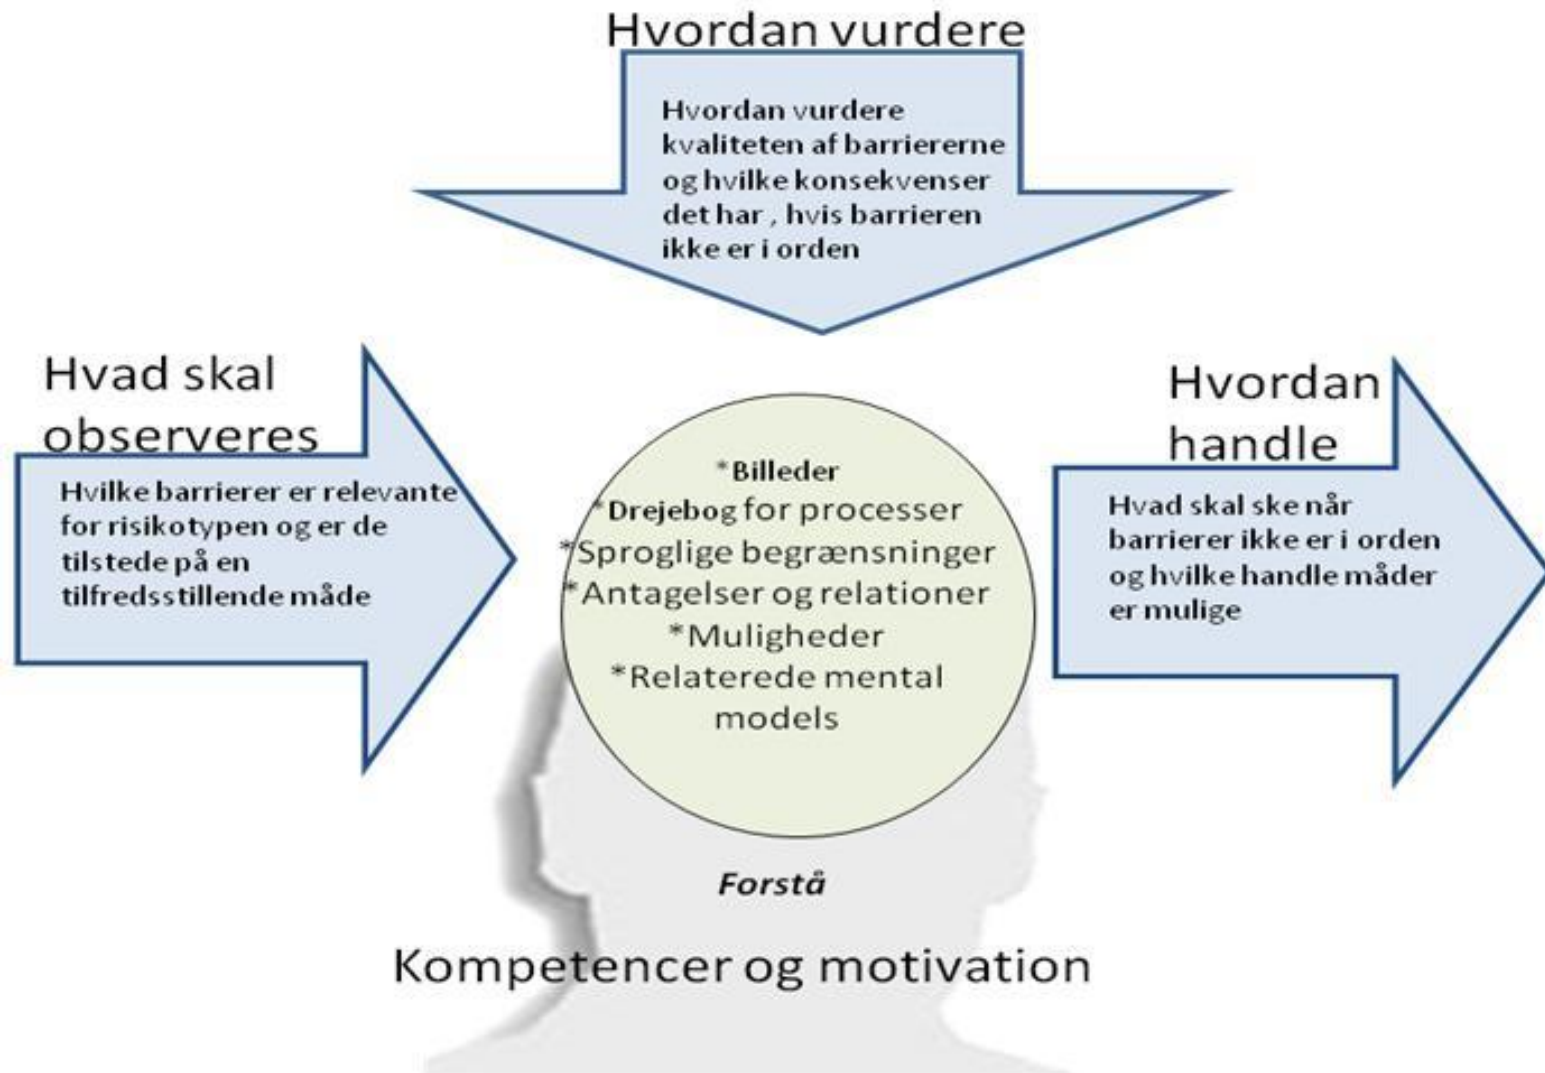 Hvordan vurdere
Hvordan vurdere
kvaliteten af barriererne
og hvilke konsekvenser
det har , hvis barrieren
ikke er i orden
Hvad skal
observeres
Hvilke barrierer er relevante
for risikotypen og er de
tilstede på en
tilfredsstillende måde
*Billeder
*Drejebog for processer
*Sproglige begrænsninger
*Antagelser og relationer
*Muligheder
*Relaterede mental
models
Hvordan
handle
Hvad skal ske når
barrierer ikke er i orden
og hvilke handle måder
er mulige
Forstå
Kompetencer og motivation